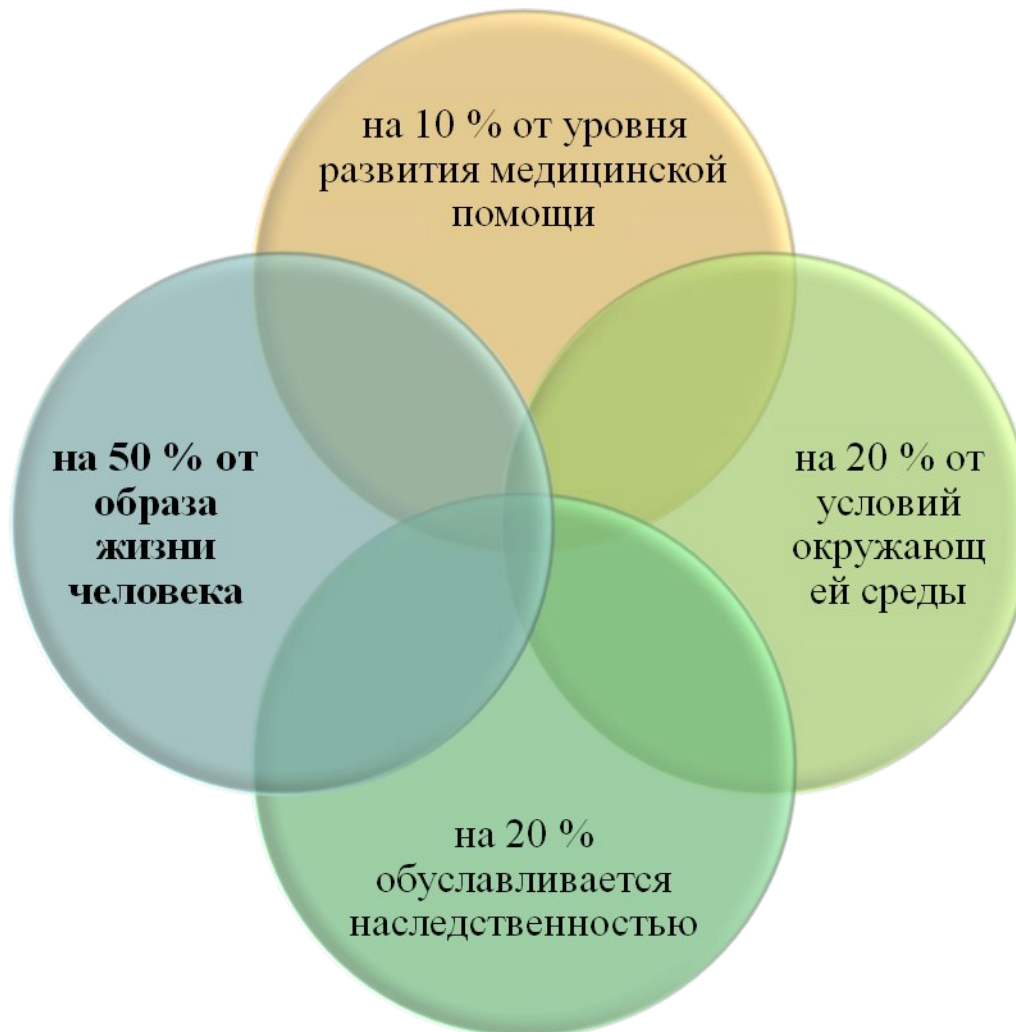 на 10 % от уровня
развития медицинской
помощи
на 50 % от
образа
жизни
человека
на 20 % от
условий
окружающ
ей среды
на 20 %
обуславливается
наследственностью